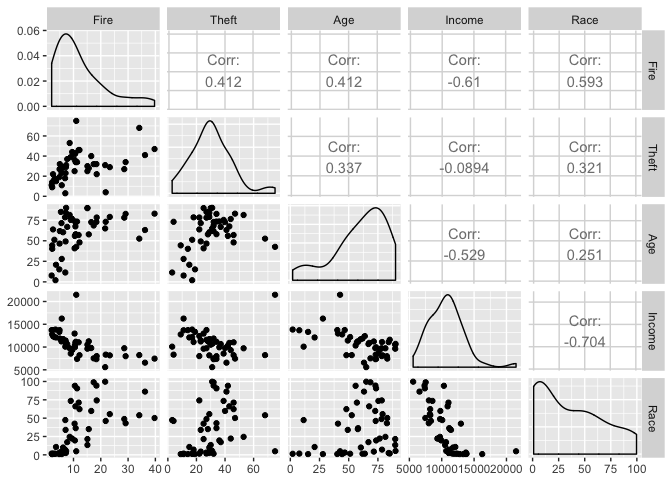 Fire Theft Age Income Race
0.06
0.04
0.02
0.00
Corr:
0.412
Corr:
0.412
Corr:
-0.61
Corr:
0.593
Fire
60
40
20
0
Corr:
0.337
Corr:
-0.0894
Corr:
0.321
Theft
75
50
25
0
Corr:
-0.529
Corr:
0.251
Age
20000
15000
10000
5000
Corr:
-0.704
Income
100
75
50
25
0
Race
10 20 30 40 0 20 40 60 0 25 50 75 5000 10000 15000 20000 0 25 50 75 100